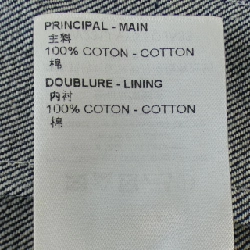 PRINCIPAL - MAIN
主料
100% COTON - COTTON
棉
DOUBLURE - LINING
内衬
100% COTON - COTTON
棉